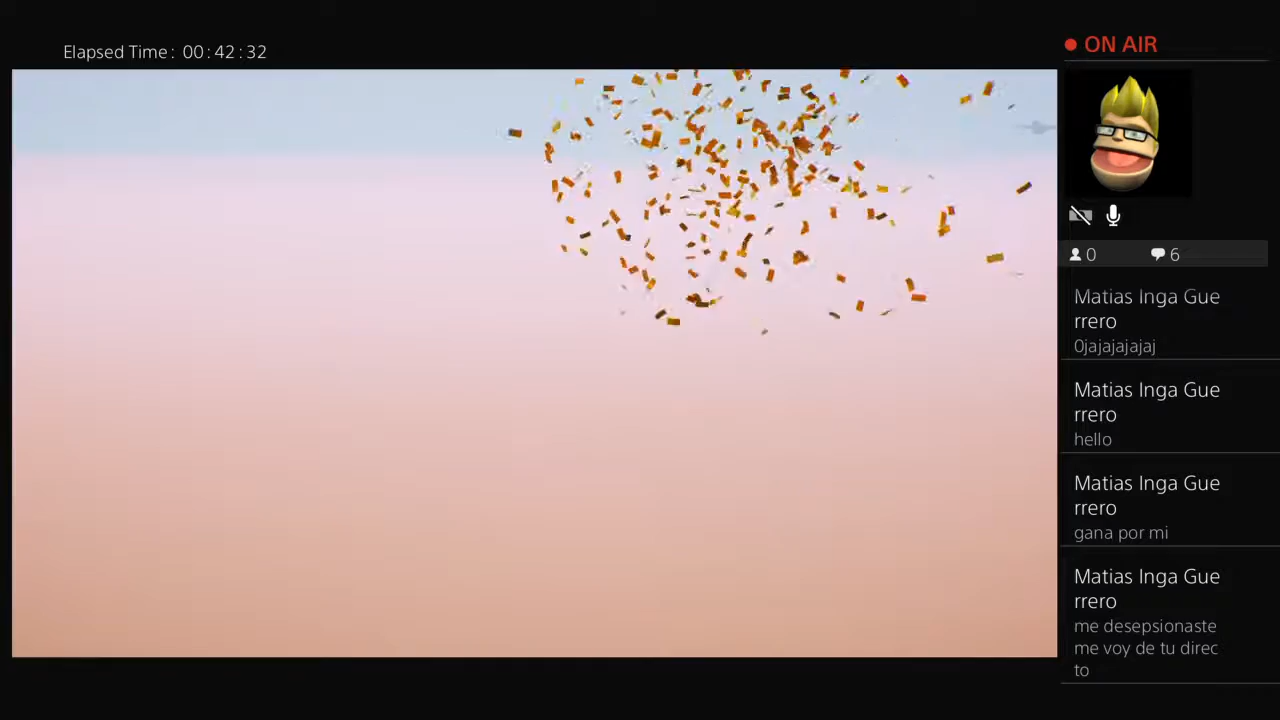 Elapsed Time: 00:42:32
ON AIR
0 6
Matias Inga Gue
rrero
0jajajajajaj
Matias Inga Gue
rrero
hello
Matias Inga Gue
rrero
gana por mi
Matias Inga Gue
rrero
me desepsionaste
me voy de tu direc
to